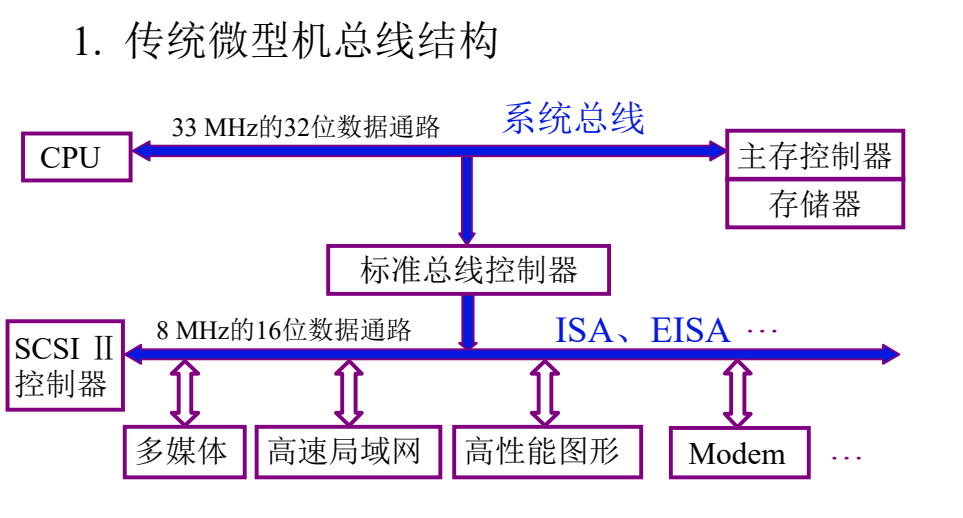 1. 传统微型机总线结构
33 MHz的32位数据通路
系统总线
CPU
主存控制器
存储器
标准总线控制器
8 MHz的16位数据通路
ISA、EISA …
SCSI Ⅱ
控制器
多媒体
高速局域网
高性能图形
Modem
…